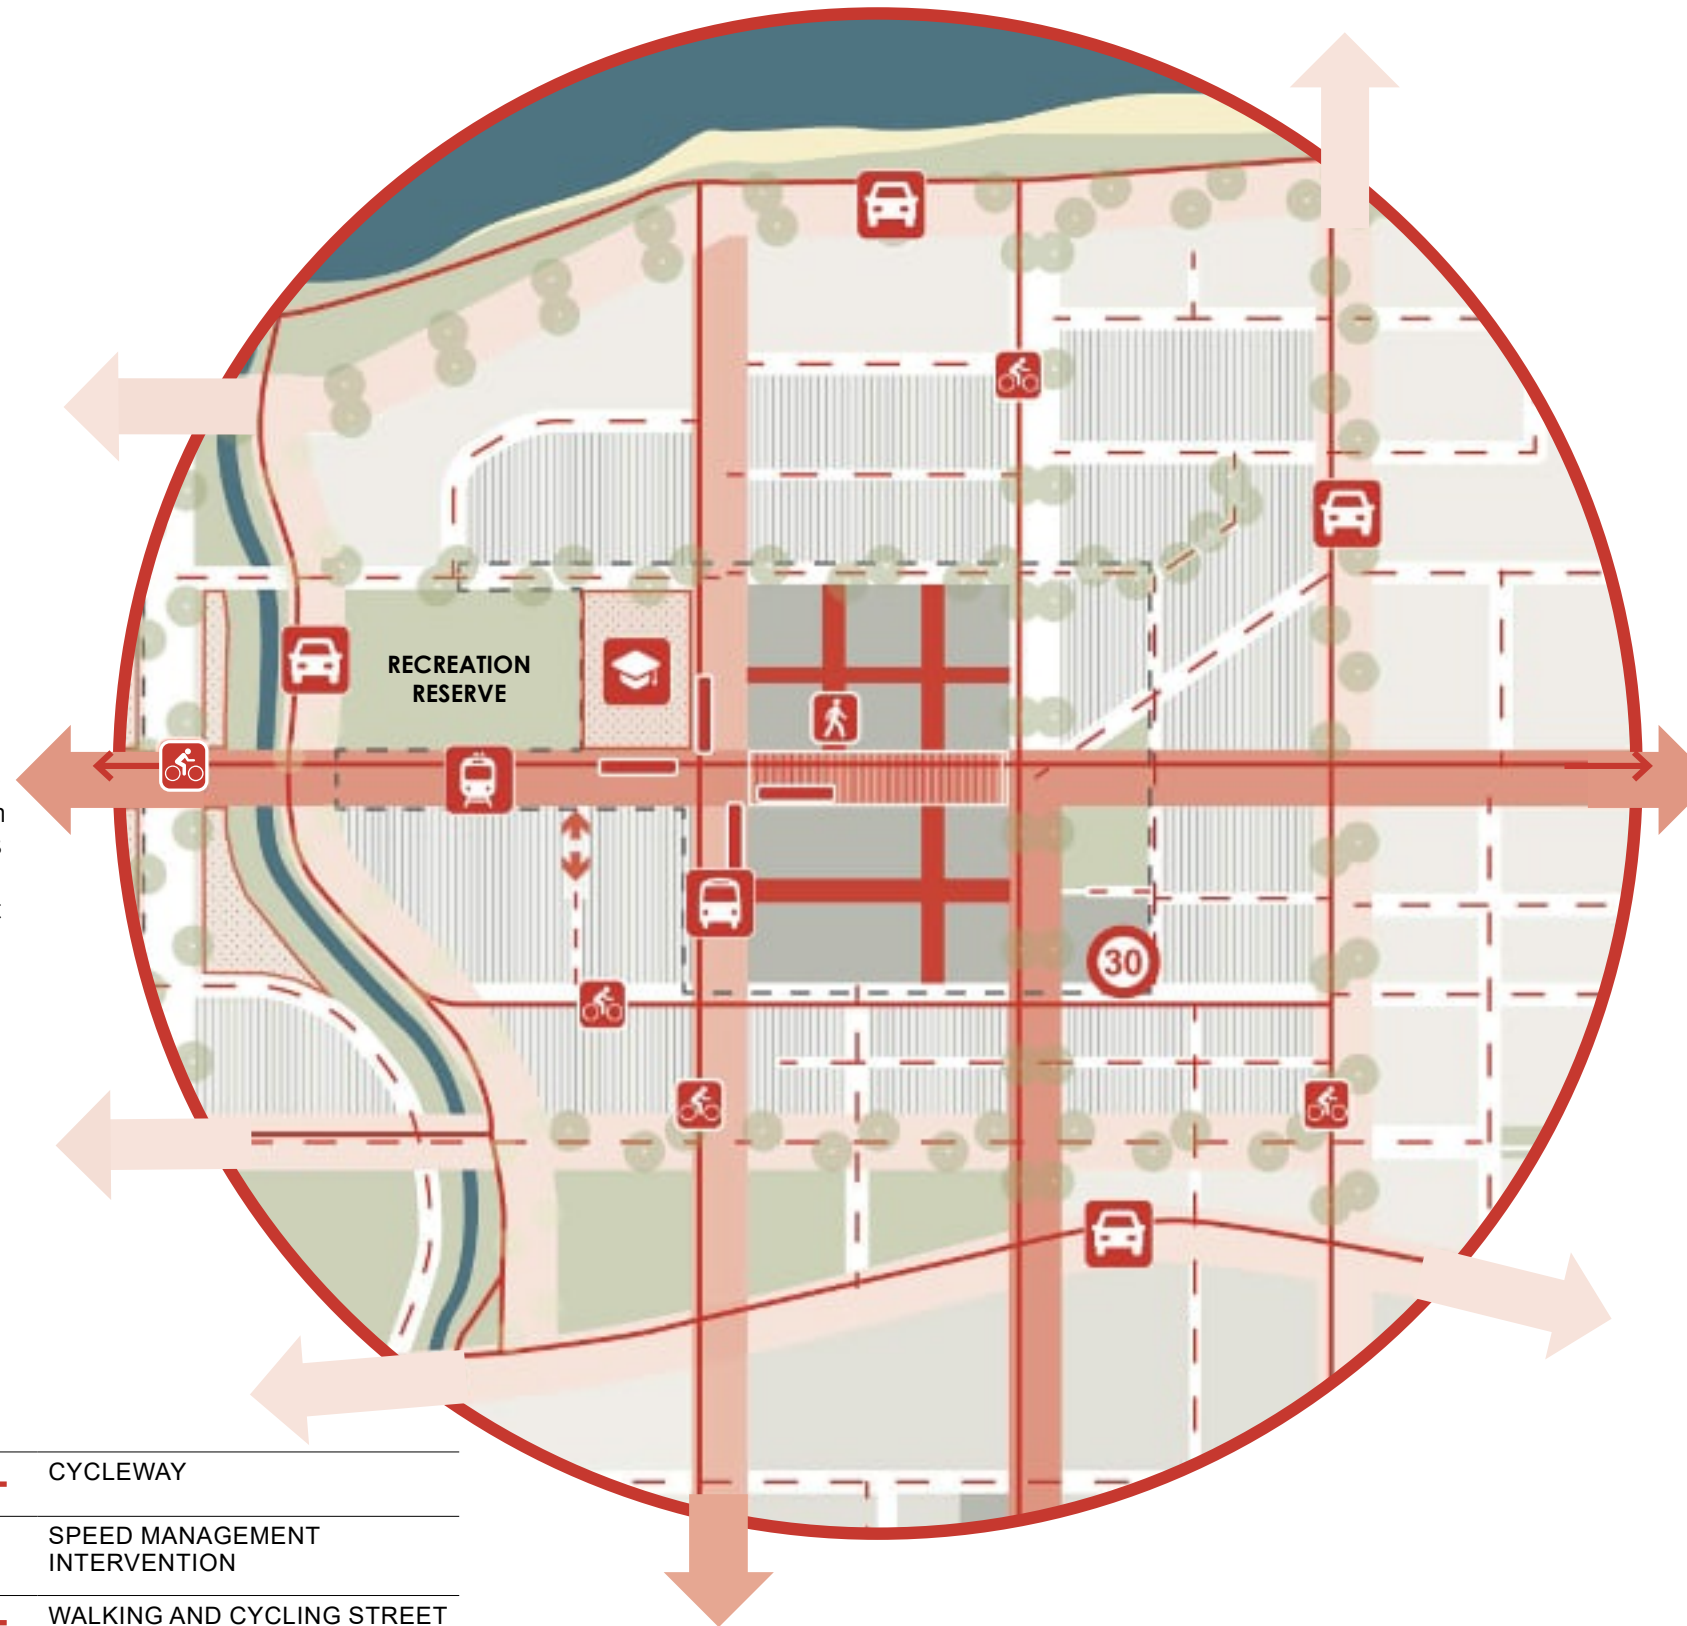 RECREATION
RESERVE
30
CYCLEWAY
SPEED MANAGEMENT
INTERVENTION
WALKING AND CYCLING STREET